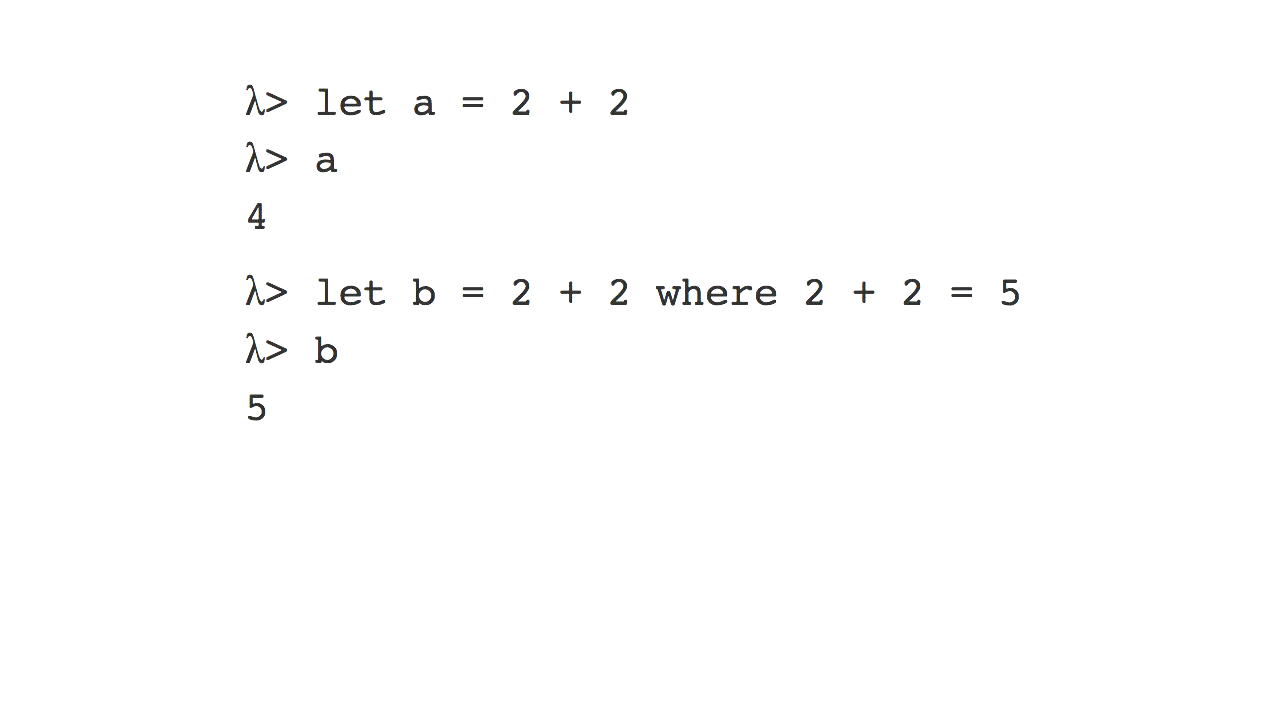 λ> let a = 2 + 2
λ> a
4
λ> let b = 2 + 2 where 2 + 2 = 5
λ> b
5